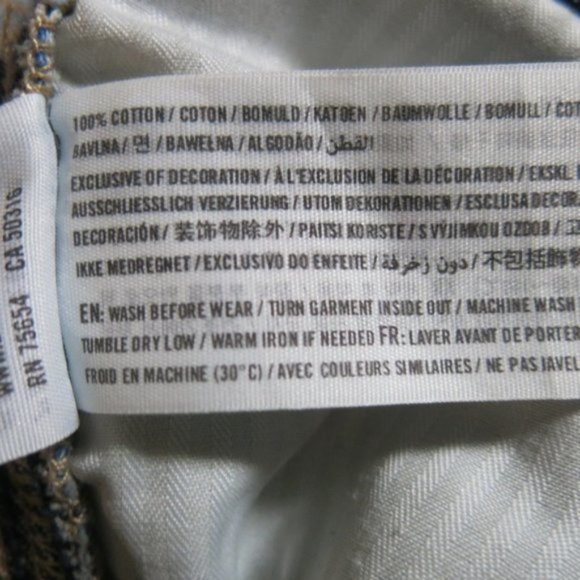 100% COTTON / COTON / BOMULD / KATOEN / BAUMWOLLE / BOMULL / CO
BAVLNA / 면 / BAWEŁNA / ALGODÃO / القطن
EXCLUSIVE OF DECORATION / À L'EXCLUSION DE LA DÉCORATION / EKSKL
AUSSCHLIESSLICH VERZIERUNG / UTOM DEKORATIONEN / ESCLUSA DECORA
DECORACIÓN / 装饰物除外 / PAITSI KORISTE / S VÝJIMKOU OZDOB /
IKKE MEDREGNET / EXCLUSIVO DO ENFEITE / دون زخرفة / 不包括飾物
EN: WASH BEFORE WEAR / TURN GARMENT INSIDE OUT / MACHINE WASH
TUMBLE DRY LOW / WARM IRON IF NEEDED FR: LAVER AVANT DE PORTER
FROID EN MACHINE (30°C) / AVEC COULEURS SIMILAIRES / NE PAS JAVEL
RN 75654 CA 50316